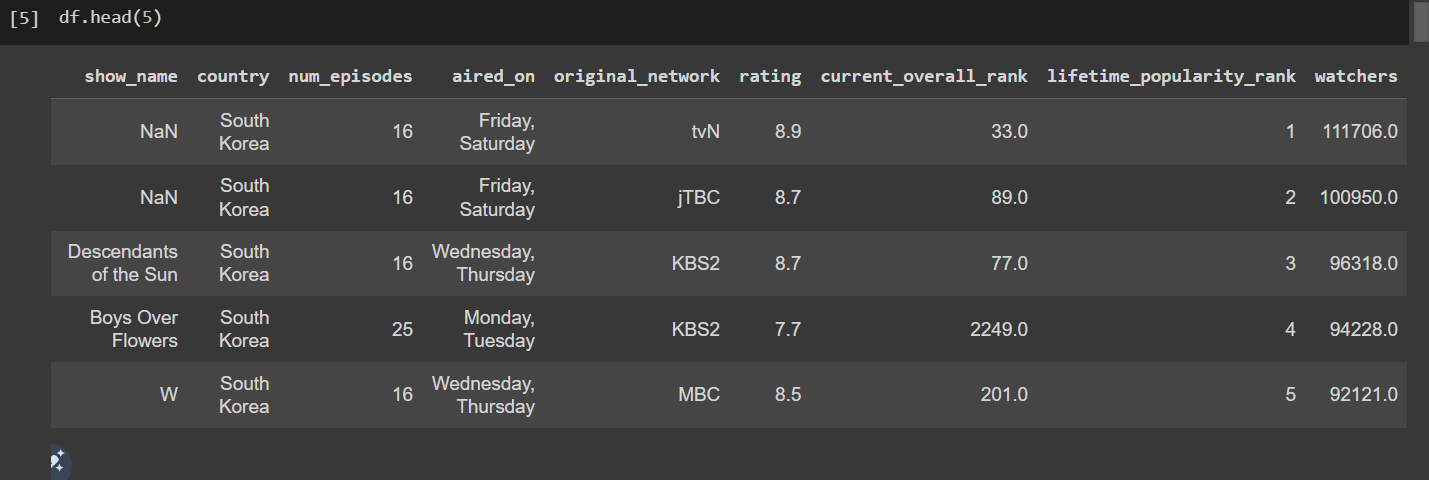 [5] df.head(5)
show_name country num_episodes aired_on original_network rating current_overall_rank lifetime_popularity_rank watchers
NaN South Korea 16 Friday, Saturday tvN 8.9 33.0 1 111706.0
NaN South Korea 16 Friday, Saturday jTBC 8.7 89.0 2 100950.0
Descendants of the Sun South Korea 16 Wednesday, Thursday KBS2 8.7 77.0 3 96318.0
Boys Over Flowers South Korea 25 Monday, Tuesday KBS2 7.7 2249.0 4 94228.0
W South Korea 16 Wednesday, Thursday MBC 8.5 201.0 5 92121.0